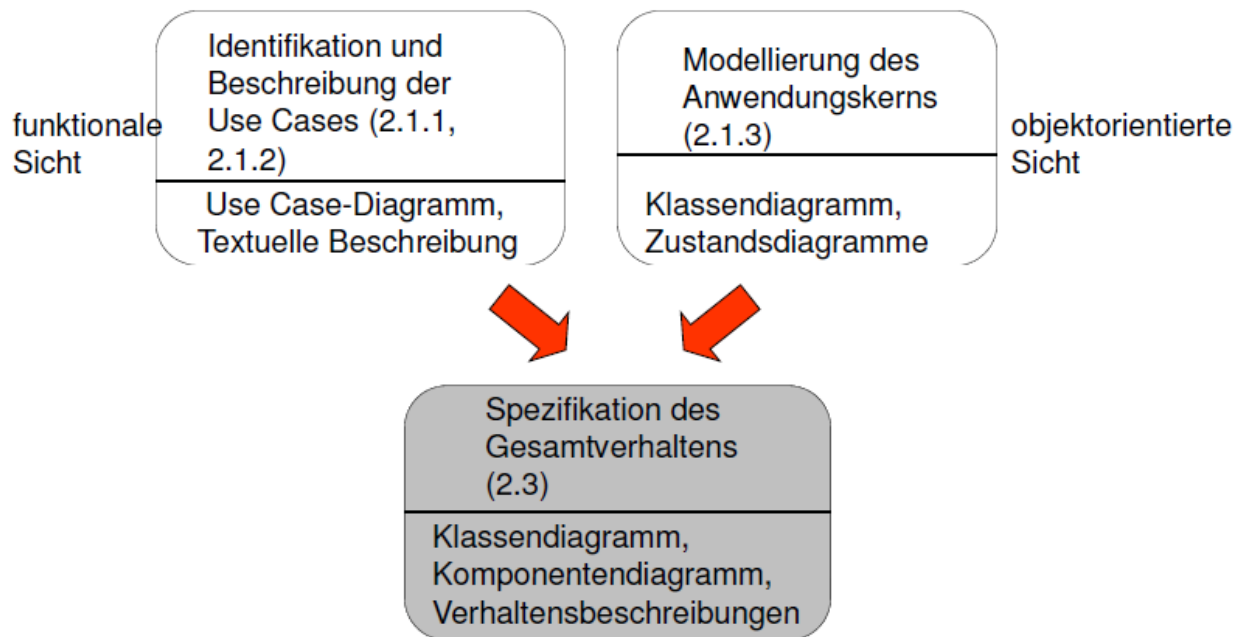 funktionale
Sicht
Identifikation und
Beschreibung der
Use Cases (2.1.1,
2.1.2)
Use Case-Diagramm,
Textuelle Beschreibung
Modellierung des
Anwendungskerns
(2.1.3)
Klassendiagramm,
Zustandsdiagramme
objektorientierte
Sicht
Spezifikation des
Gesamtverhaltens
(2.3)
Klassendiagramm,
Komponentendiagramm,
Verhaltensbeschreibungen